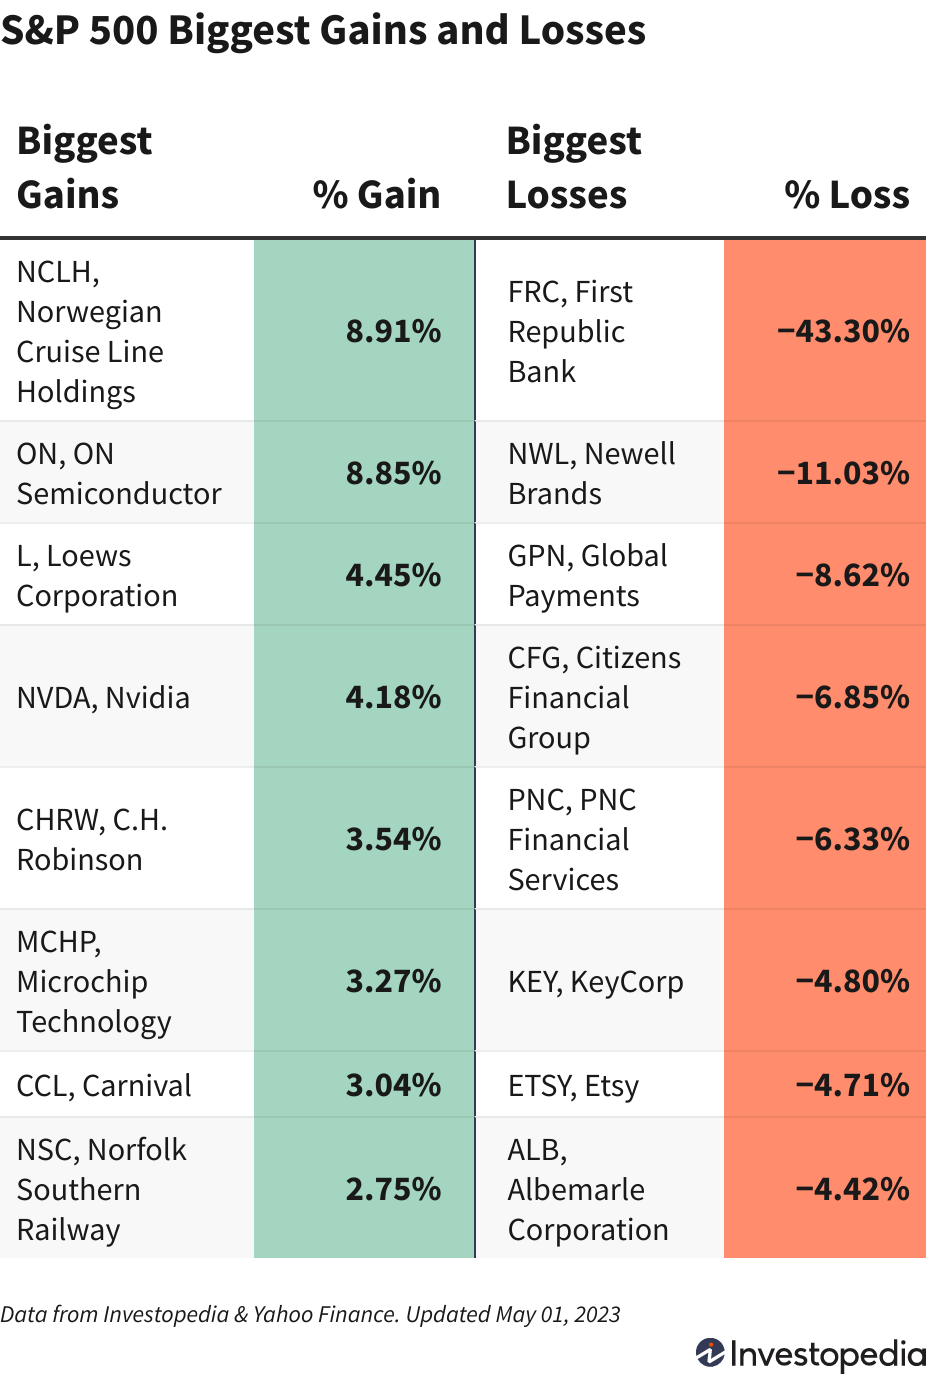 S&P 500 Biggest Gains and Losses
Biggest
Gains
% Gain
Biggest
Losses
% Loss
NCLH,
Norwegian
Cruise Line
Holdings
8.91%
FRC, First
Republic
Bank
−43.30%
ON, ON
Semiconductor
8.85%
NWL, Newell
Brands
−11.03%
L, Loews
Corporation
4.45%
GPN, Global
Payments
−8.62%
NVDA, Nvidia
4.18%
CFG, Citizens
Financial
Group
−6.85%
CHRW, C.H.
Robinson
3.54%
PNC, PNC
Financial
Services
−6.33%
MCHP,
Microchip
Technology
3.27%
KEY, KeyCorp
−4.80%
CCL, Carnival
3.04%
ETSY, Etsy
−4.71%
NSC, Norfolk
Southern
Railway
2.75%
ALB,
Albemarle
Corporation
−4.42%
Data from Investopedia & Yahoo Finance. Updated May 01, 2023
Investopedia